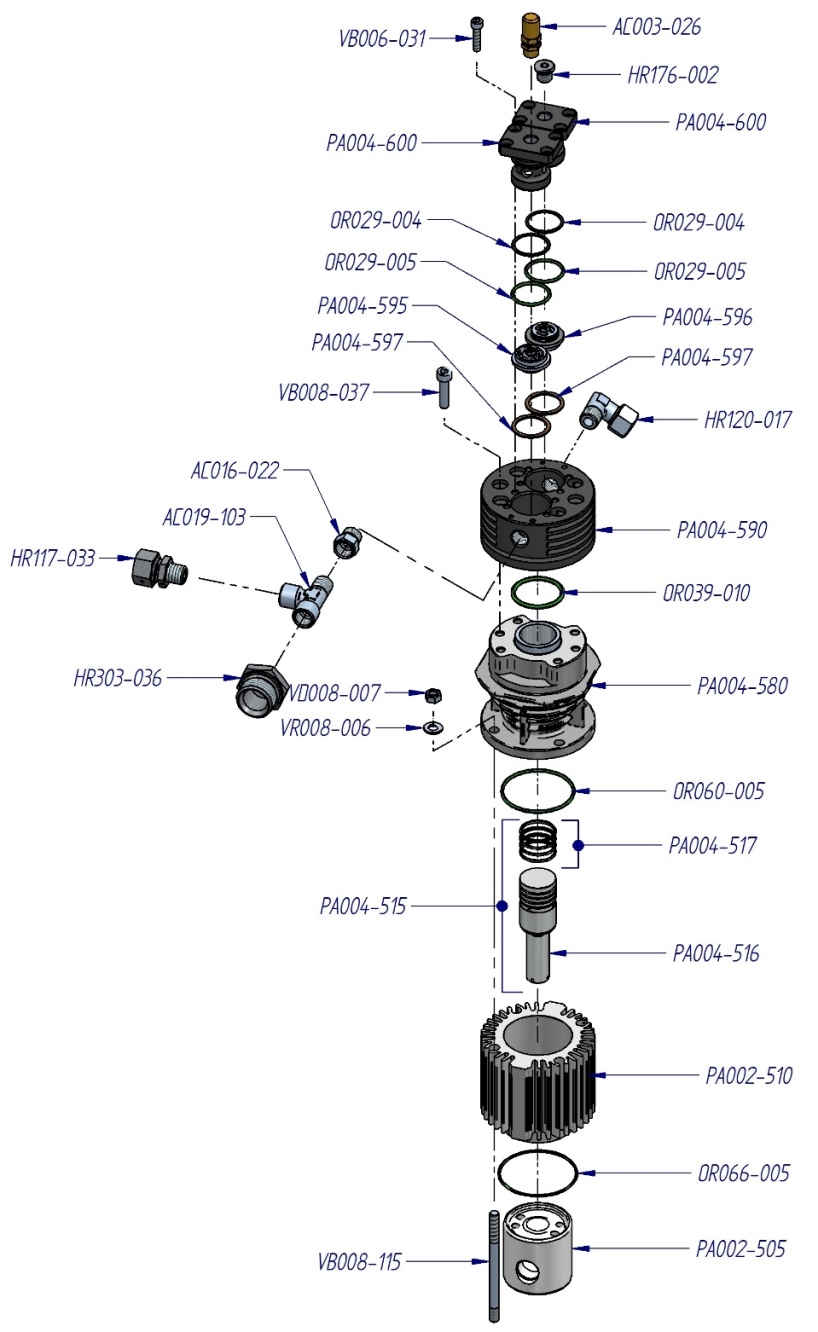 AC003-026
VB006-031
HR176-002
PA004-600
PA004-600
OR029-004
OR029-004
OR029-005
OR029-005
PA004-595
PA004-596
PA004-597
PA004-597
VB008-037
HR120-017
AC016-022
AC019-103
PA004-590
HR117-033
OR039-010
HR303-036
VD008-007
PA004-580
VR008-006
OR060-005
PA004-517
PA004-515
PA004-516
PA002-510
OR066-005
PA002-505
VB008-115